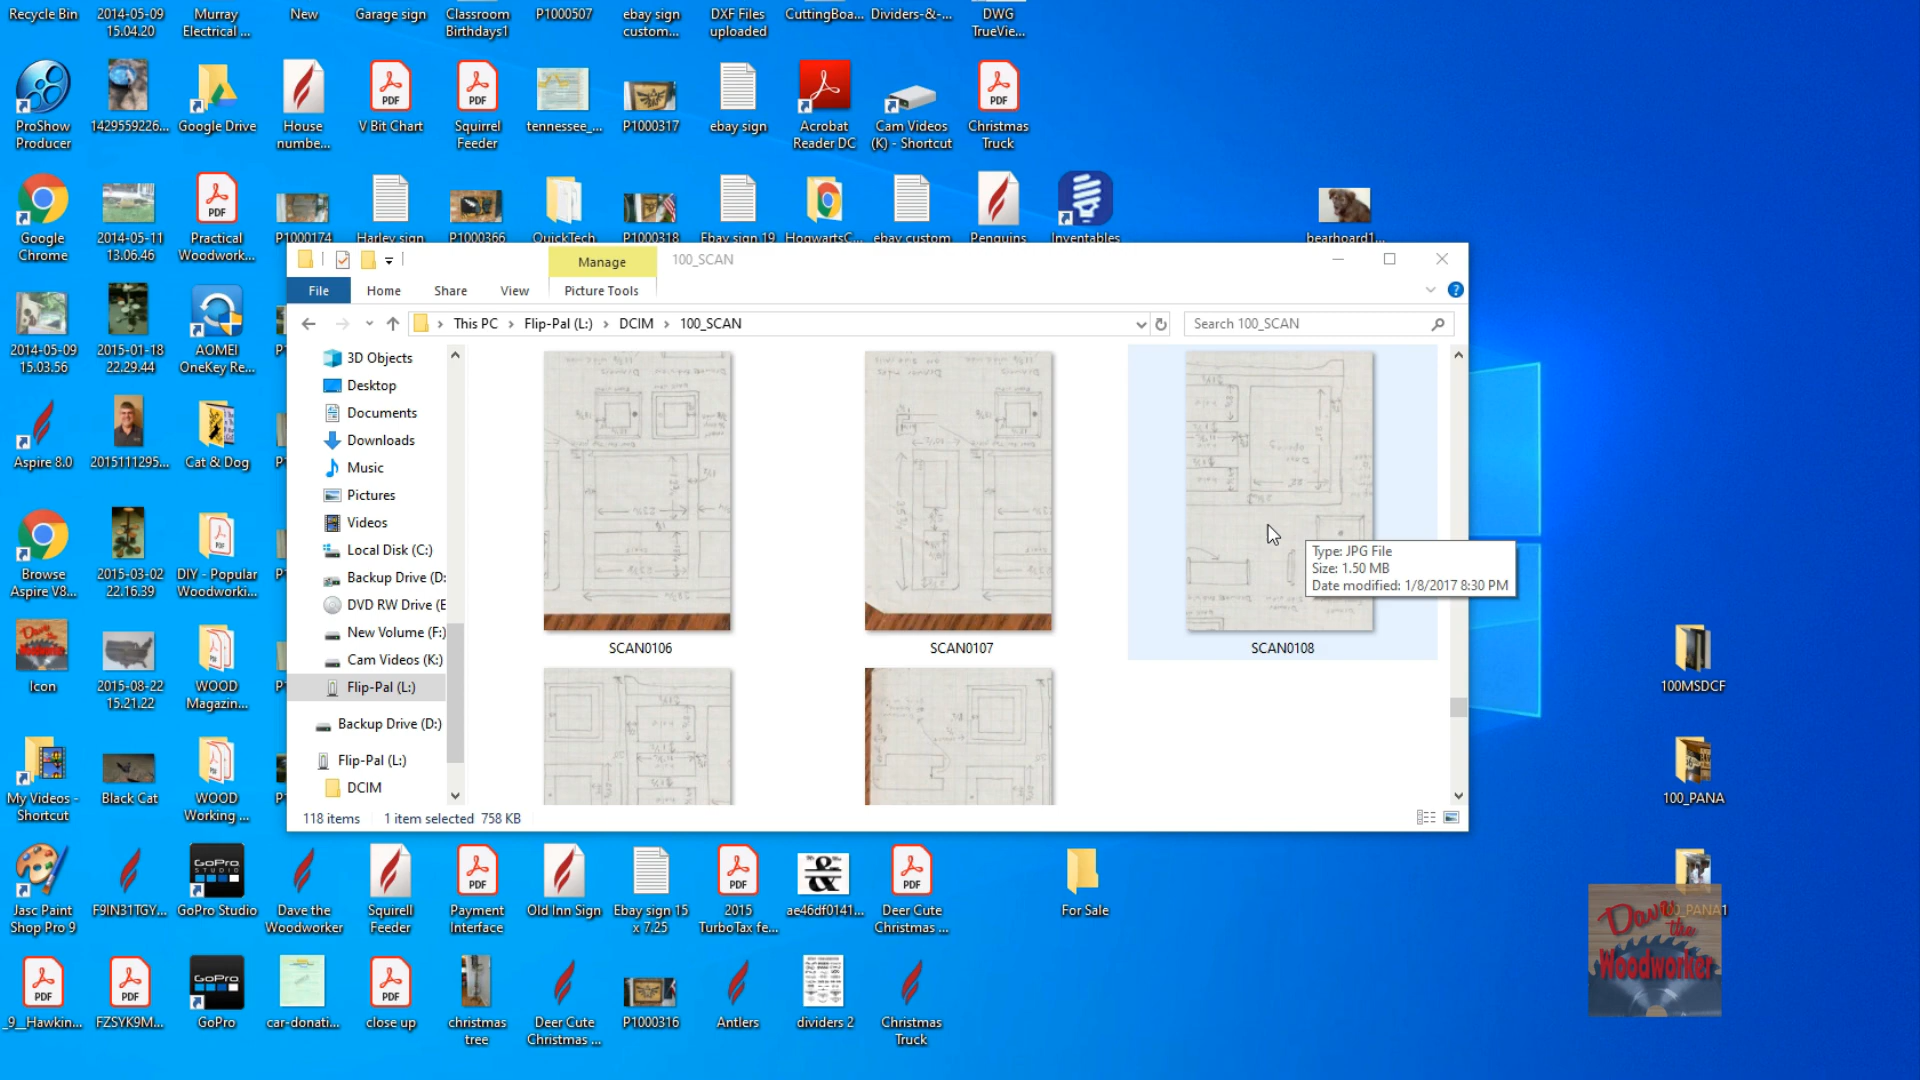 Recycle Bin
2014-05-09
15.04.20
Murray
Electrical ...
New
Garage sign
Classroom
Birthdays1
P1000507
ebay sign
custom...
DXF Files
uploaded
CuttingBoa...
Dividers-&-...
DWG
TrueVie...
ProShow
Producer
1429559226...
Google Drive
House
numbe...
V Bit Chart
Squirrel
Feeder
tennessee_...
P1000317
ebay sign
Acrobat
Reader DC
Cam Videos
(K) - Shortcut
Christmas
Truck
Google
Chrome
2014-05-11
13.06.46
Practical
Woodwork...
P1000174
Harley sign
P1000366
QuickTech
P1000318
Ebay sign 19
HogwartsC...
ebay custom
Penguins
Inventables
bearhoard1...
Manage
100_SCAN
File
Home
Share
View
Picture Tools
This PC > Flip-Pal (L:) > DCIM > 100_SCAN
Search 100_SCAN
3D Objects
Desktop
Documents
Downloads
Music
Pictures
Videos
Local Disk (C:)
Backup Drive (D:
DVD RW Drive (E
New Volume (F:)
Cam Videos (K:)
Flip-Pal (L:)
Backup Drive (D:)
Flip-Pal (L:)
DCIM
SCAN0106
SCAN0107
SCAN0108
Type: JPG File
Size: 1.50 MB
Date modified: 1/8/2017 8:30 PM
118 items
1 item selected 758 KB
2014-05-09
15.03.56
2015-01-18
22.29.44
AOMEI
OneKey Re...
Aspire 8.0
2015111295...
Cat & Dog
Browse
Aspire V8...
2015-03-02
22.16.39
DIY - Popular
Woodworki...
Icon
2015-08-22
15.21.22
WOOD
Magazin...
100MSDCF
My Videos -
Shortcut
Black Cat
WOOD
Working ...
100_PANA
Jasc Paint
Shop Pro 9
F9IN31TGY...
GoPro Studio
Dave the
Woodworker
Squirell
Feeder
Payment
Interface
Old Inn Sign
Ebay sign 15
x 7.25
2015
TurboTax fe...
ae46df0141...
Deer Cute
Christmas ...
For Sale
_PANA1
Dave
the
Woodworker
_9__Hawkin...
FZSYK9M...
GoPro
car-donati...
close up
christmas
tree
Deer Cute
Christmas ...
P1000316
Antlers
dividers 2
Christmas
Truck